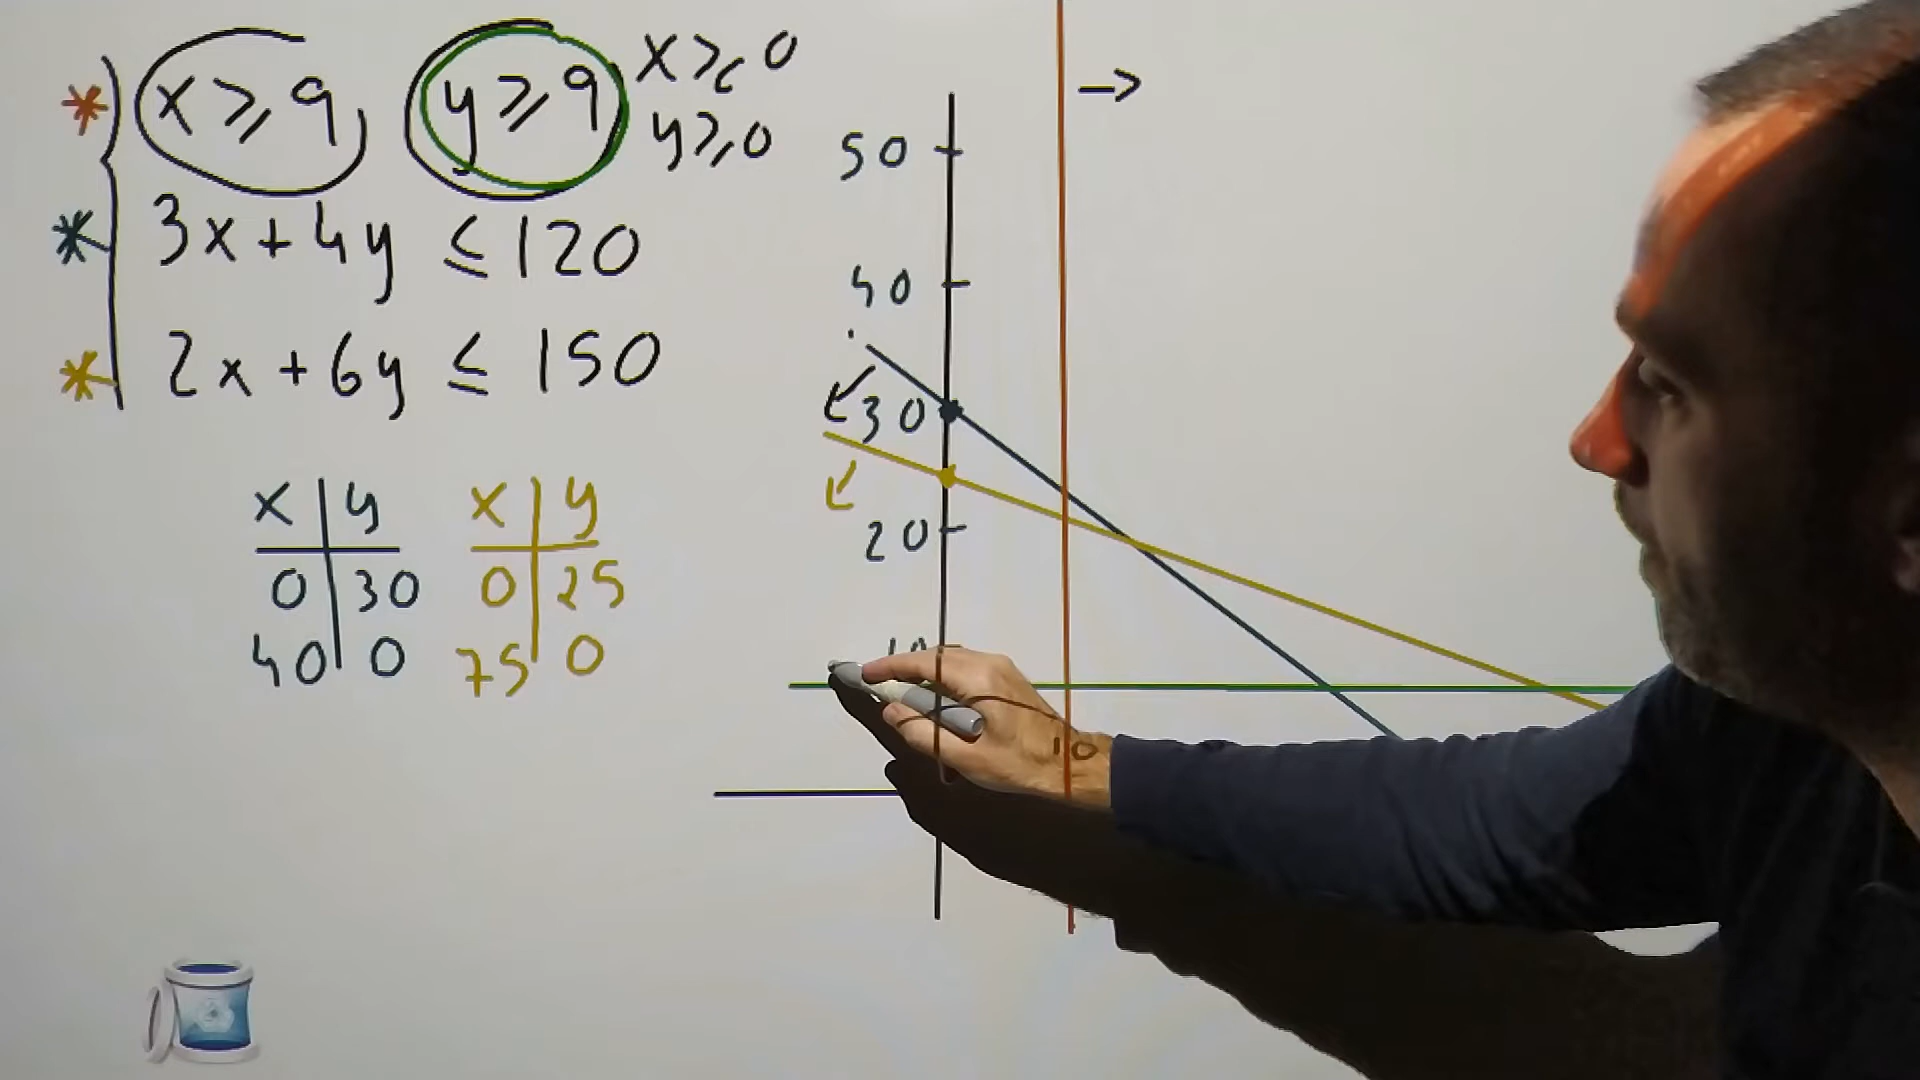 * x ≥ 9, y ≥ 9 x ≥ 0
y ≥ 0
* 3x + 4y ≤ 120
* 2x + 6y ≤ 150
x y
0 30
40 0
x y
0 25
75 0
->
50
40
30
20
10
10